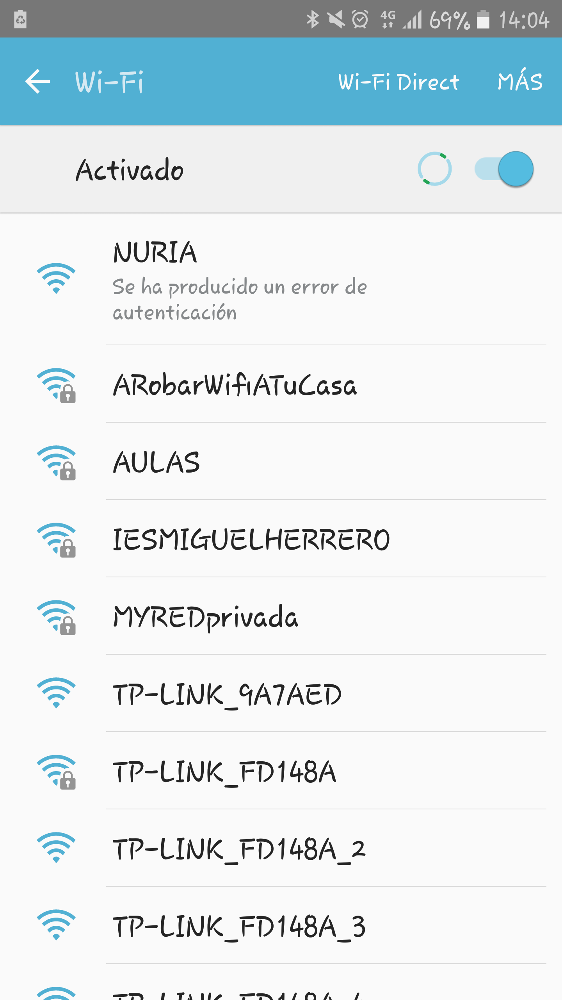 4G 69% 14:04
Wi-Fi Wi-Fi Direct MÁS
Activado
NURIA
Se ha producido un error de
autenticación
ARobarWifiATuCasa
AULAS
IESMIGUELHERRERO
MYREDprivada
TP-LINK_9A7AED
TP-LINK_FD148A
TP-LINK_FD148A_2
TP-LINK_FD148A_3